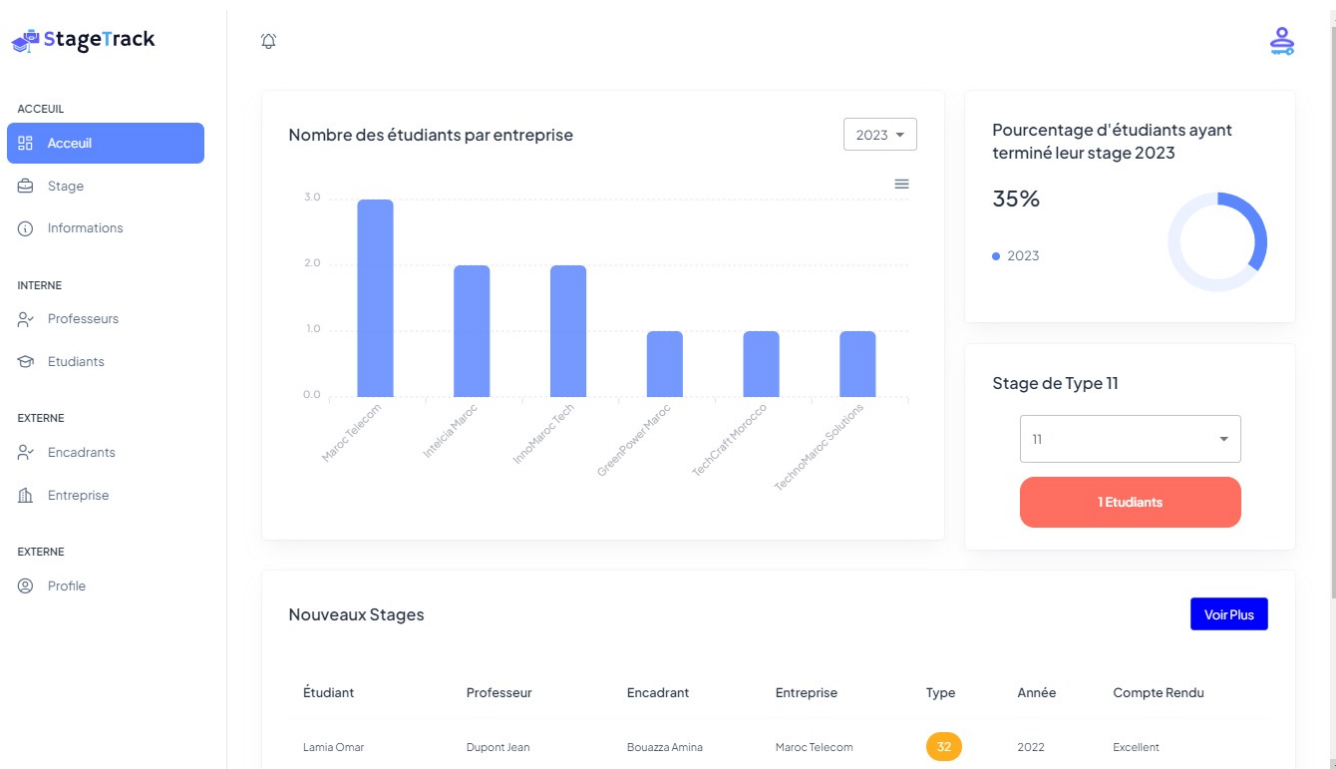 StageTrack
ACCEUIL
Acceuil
Stage
Informations
INTERNE
Professeurs
Etudiants
EXTERNE
Encadrants
Entreprise
EXTERNE
Profile
Nombre des étudiants par entreprise
2023
3.0
2.0
1.0
0.0
Maroc Telecom
Intelcia Maroc
InnoMaroc Tech
GreenPower Maroc
TechCraft Morocco
TechnoMaroc Solutions
Pourcentage d'étudiants ayant
terminé leur stage 2023
35%
2023
Stage de Type 11
11
1 Etudiants
Nouveaux Stages
Voir Plus
Étudiant Professeur Encadrant Entreprise Type Année Compte Rendu
Lamia Omar Dupont Jean Bouazza Amina Maroc Telecom 32 2022 Excellent